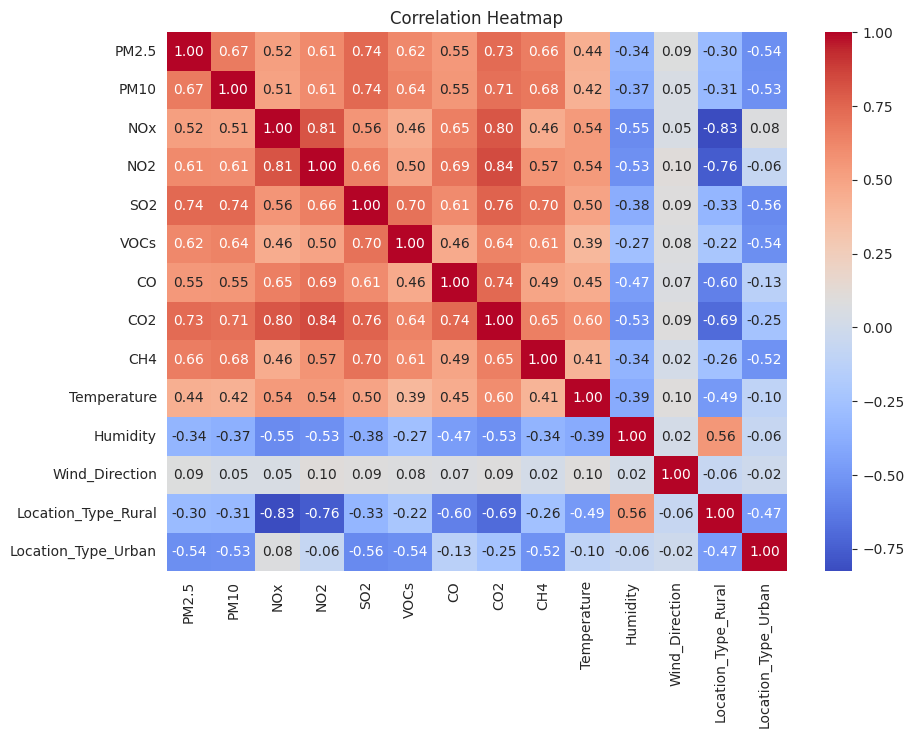 Correlation Heatmap
PM2.5 1.00 0.67 0.52 0.61 0.74 0.62 0.55 0.73 0.66 0.44 -0.34 0.09 -0.30 -0.54
PM10 0.67 1.00 0.51 0.61 0.74 0.64 0.55 0.71 0.68 0.42 -0.37 0.05 -0.31 -0.53
NOx 0.52 0.51 1.00 0.81 0.56 0.46 0.65 0.80 0.46 0.54 -0.55 0.05 -0.83 0.08
NO2 0.61 0.61 0.81 1.00 0.66 0.50 0.69 0.84 0.57 0.54 -0.53 0.10 -0.76 -0.06
SO2 0.74 0.74 0.56 0.66 1.00 0.70 0.61 0.76 0.70 0.50 -0.38 0.09 -0.33 -0.56
VOCs 0.62 0.64 0.46 0.50 0.70 1.00 0.46 0.64 0.61 0.39 -0.27 0.08 -0.22 -0.54
CO 0.55 0.55 0.65 0.69 0.61 0.46 1.00 0.74 0.49 0.45 -0.47 0.07 -0.60 -0.13
CO2 0.73 0.71 0.80 0.84 0.76 0.64 0.74 1.00 0.65 0.60 -0.53 0.09 -0.69 -0.25
CH4 0.66 0.68 0.46 0.57 0.70 0.61 0.49 0.65 1.00 0.41 -0.34 0.02 -0.26 -0.52
Temperature 0.44 0.42 0.54 0.54 0.50 0.39 0.45 0.60 0.41 1.00 -0.39 0.10 -0.49 -0.10
Humidity -0.34 -0.37 -0.55 -0.53 -0.38 -0.27 -0.47 -0.53 -0.34 -0.39 1.00 0.02 0.56 -0.06
Wind_Direction 0.09 0.05 0.05 0.10 0.09 0.08 0.07 0.09 0.02 0.10 0.02 1.00 -0.06 -0.02
Location_Type_Rural -0.30 -0.31 -0.83 -0.76 -0.33 -0.22 -0.60 -0.69 -0.26 -0.49 0.56 -0.06 1.00 -0.47
Location_Type_Urban -0.54 -0.53 0.08 -0.06 -0.56 -0.54 -0.13 -0.25 -0.52 -0.10 -0.06 -0.02 -0.47 1.00
PM2.5
PM10
NOx
NO2
SO2
VOCs
CO
CO2
CH4
Temperature
Humidity
Wind_Direction
Location_Type_Rural
Location_Type_Urban
1.00
0.75
0.50
0.25
0.00
−0.25
−0.50
−0.75